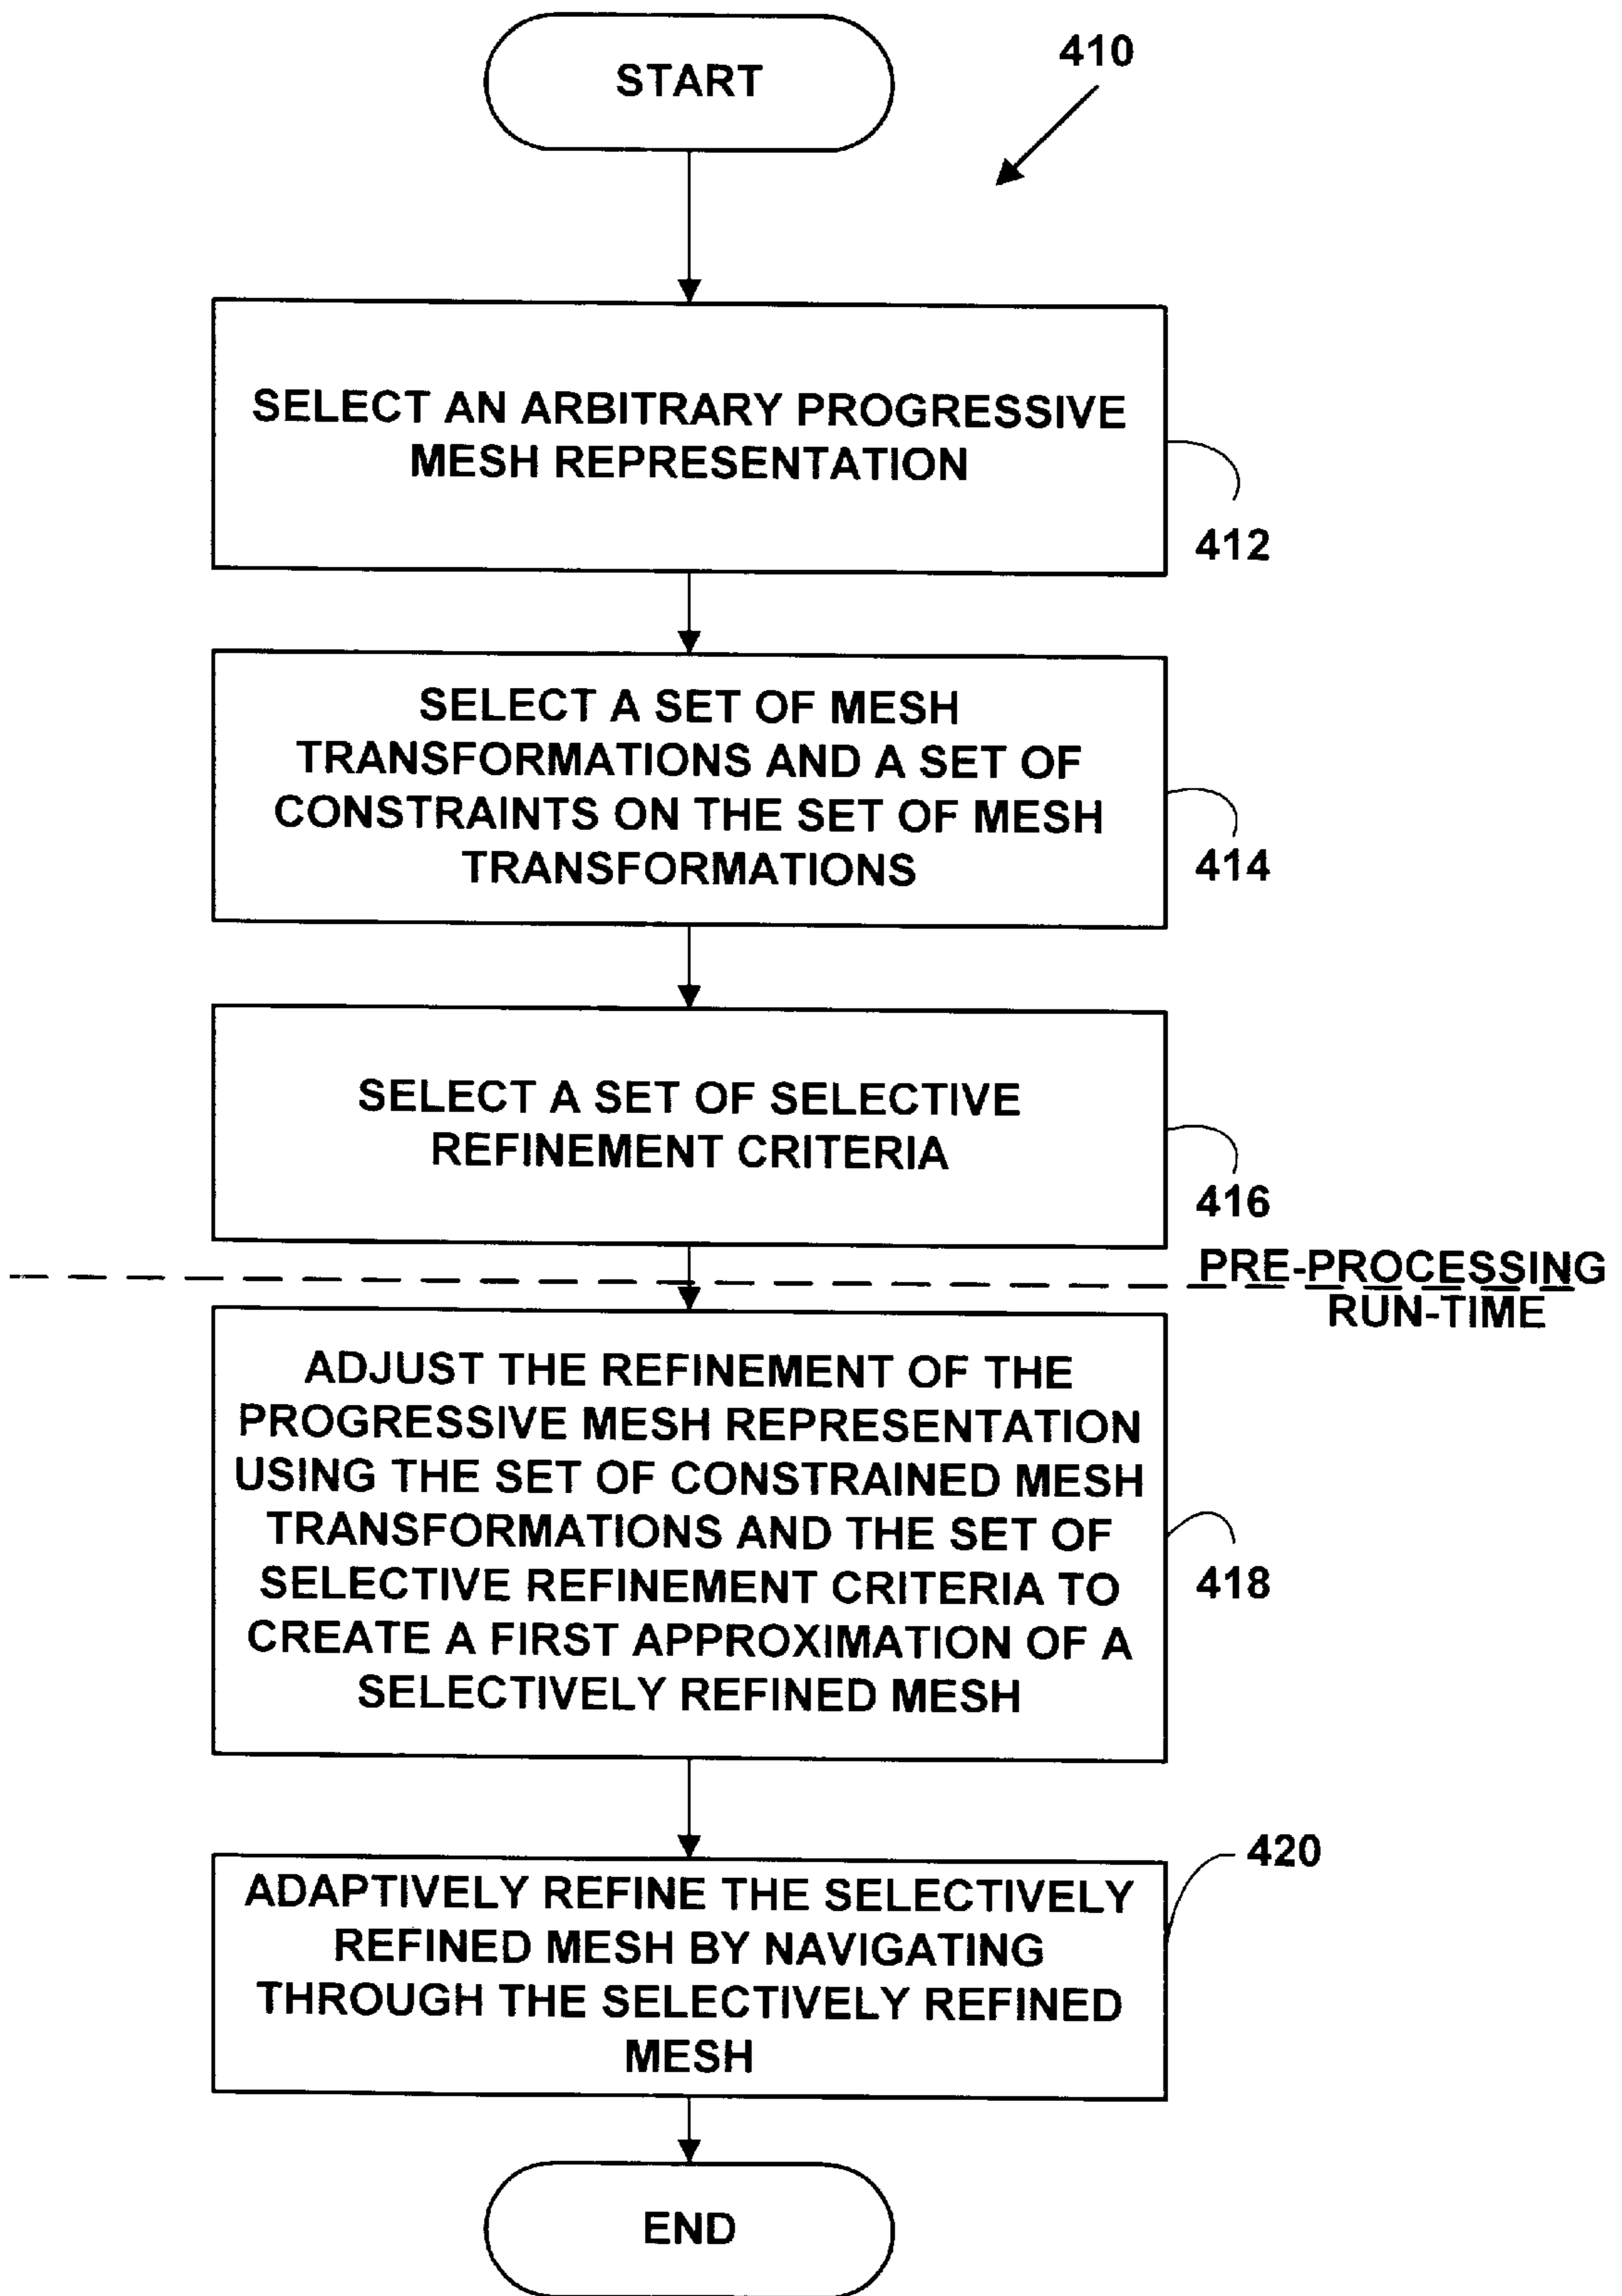 START
410
SELECT AN ARBITRARY PROGRESSIVE
MESH REPRESENTATION
412
SELECT A SET OF MESH
TRANSFORMATIONS AND A SET OF
CONSTRAINTS ON THE SET OF MESH
TRANSFORMATIONS
414
SELECT A SET OF SELECTIVE
REFINEMENT CRITERIA
416
PRE-PROCESSING
RUN-TIME
ADJUST THE REFINEMENT OF THE
PROGRESSIVE MESH REPRESENTATION
USING THE SET OF CONSTRAINED MESH
TRANSFORMATIONS AND THE SET OF
SELECTIVE REFINEMENT CRITERIA TO
CREATE A FIRST APPROXIMATION OF A
SELECTIVELY REFINED MESH
418
420
ADAPTIVELY REFINE THE SELECTIVELY
REFINED MESH BY NAVIGATING
THROUGH THE SELECTIVELY REFINED
MESH
END